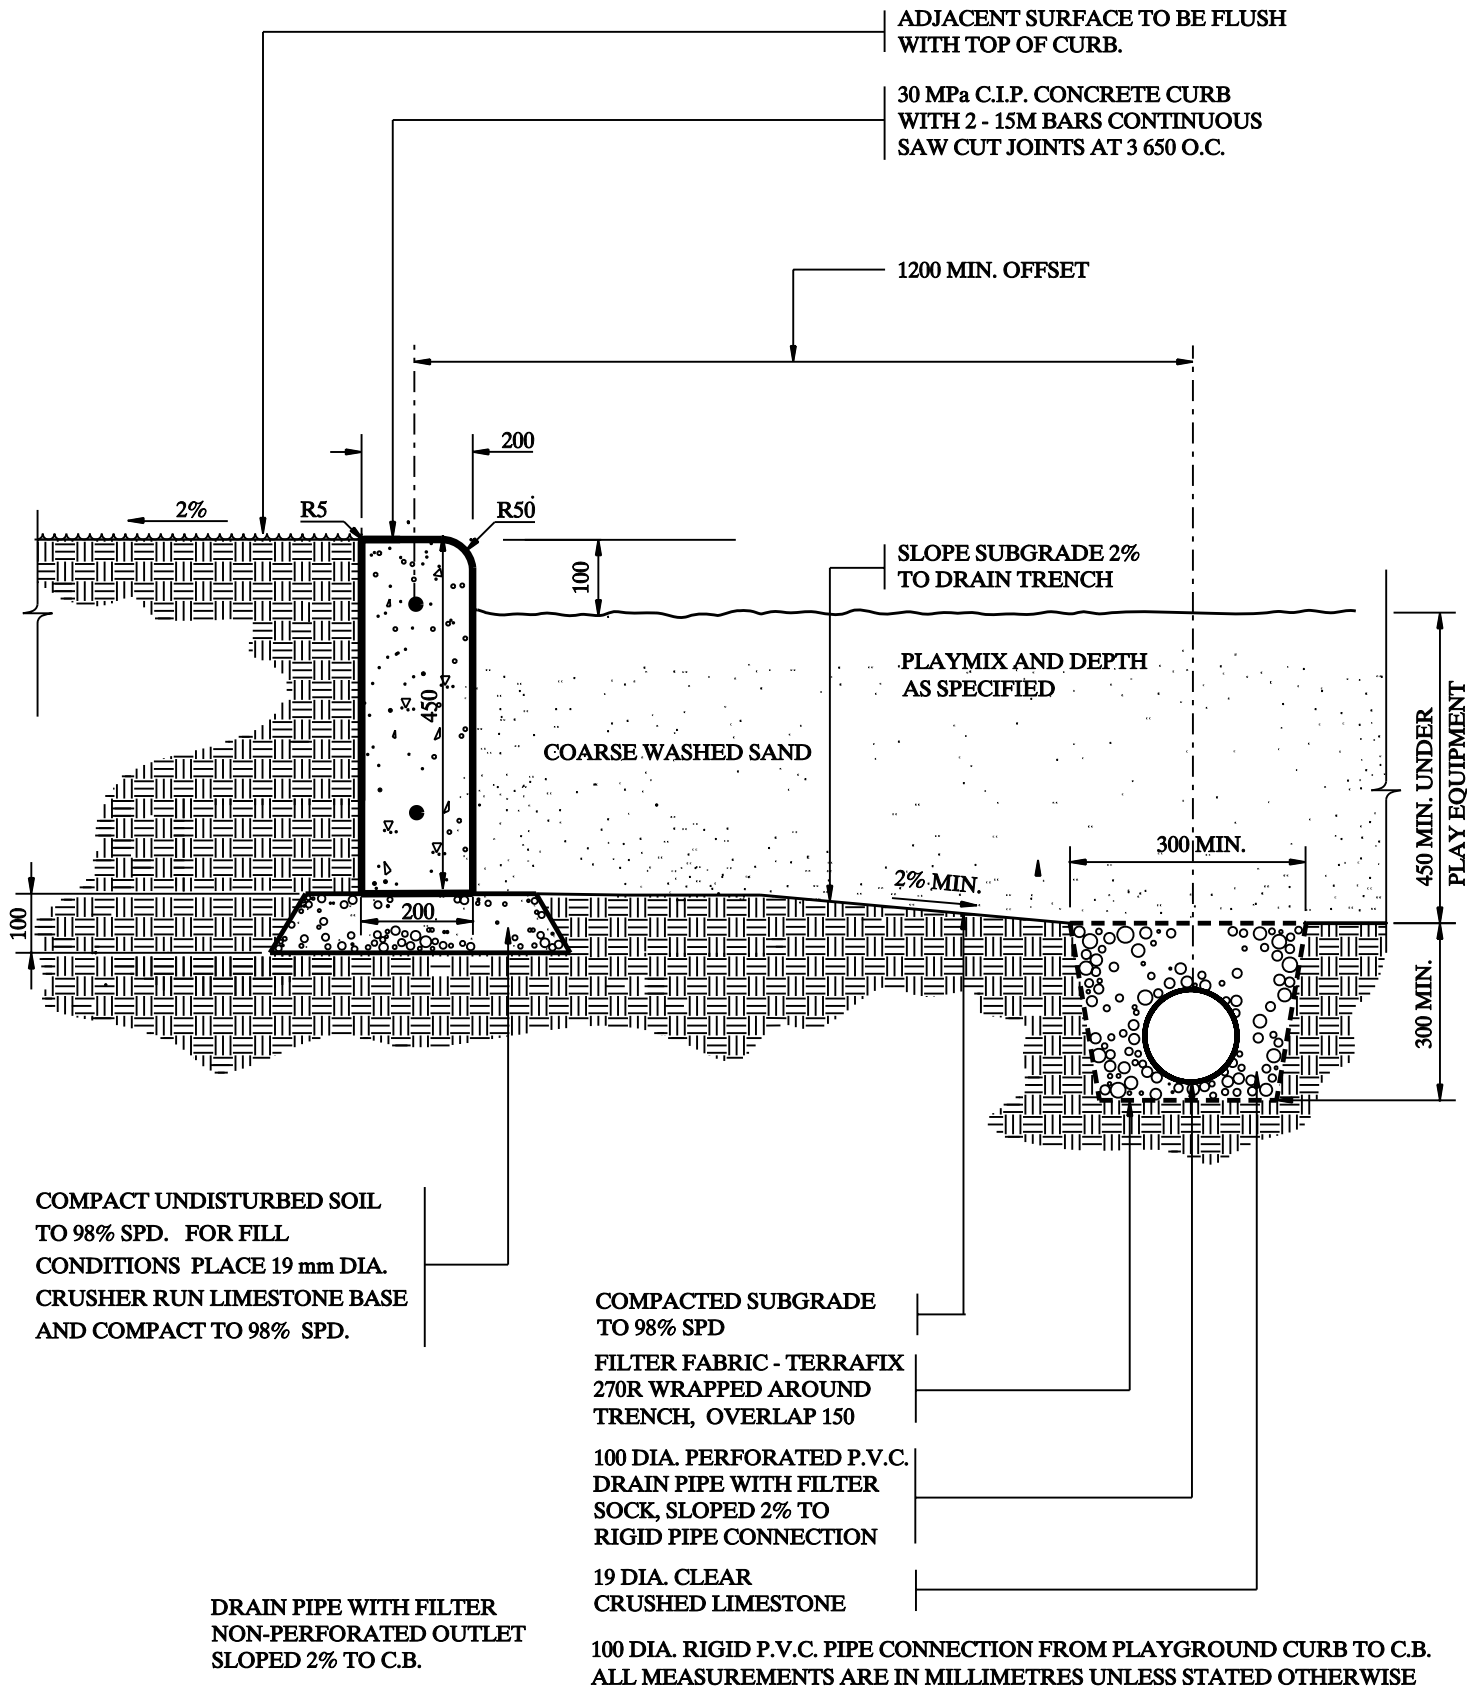 ADJACENT SURFACE TO BE FLUSH
WITH TOP OF CURB.
30 MPa C.I.P. CONCRETE CURB
WITH 2 - 15M BARS CONTINUOUS
SAW CUT JOINTS AT 3 650 O.C.
1200 MIN. OFFSET
200
2%
R5
R50
100
SLOPE SUBGRADE 2%
TO DRAIN TRENCH
PLAYMIX AND DEPTH
AS SPECIFIED
450
COARSE WASHED SAND
450 MIN. UNDER
PLAY EQUIPMENT
300 MIN.
2% MIN.
100
200
300 MIN.
COMPACT UNDISTURBED SOIL
TO 98% SPD. FOR FILL
CONDITIONS PLACE 19 mm DIA.
CRUSHER RUN LIMESTONE BASE
AND COMPACT TO 98% SPD.
COMPACTED SUBGRADE
TO 98% SPD
FILTER FABRIC - TERRAFIX
270R WRAPPED AROUND
TRENCH, OVERLAP 150
100 DIA. PERFORATED P.V.C.
DRAIN PIPE WITH FILTER
SOCK, SLOPED 2% TO
RIGID PIPE CONNECTION
19 DIA. CLEAR
CRUSHED LIMESTONE
DRAIN PIPE WITH FILTER
NON-PERFORATED OUTLET
SLOPED 2% TO C.B.
100 DIA. RIGID P.V.C. PIPE CONNECTION FROM PLAYGROUND CURB TO C.B.
ALL MEASUREMENTS ARE IN MILLIMETRES UNLESS STATED OTHERWISE